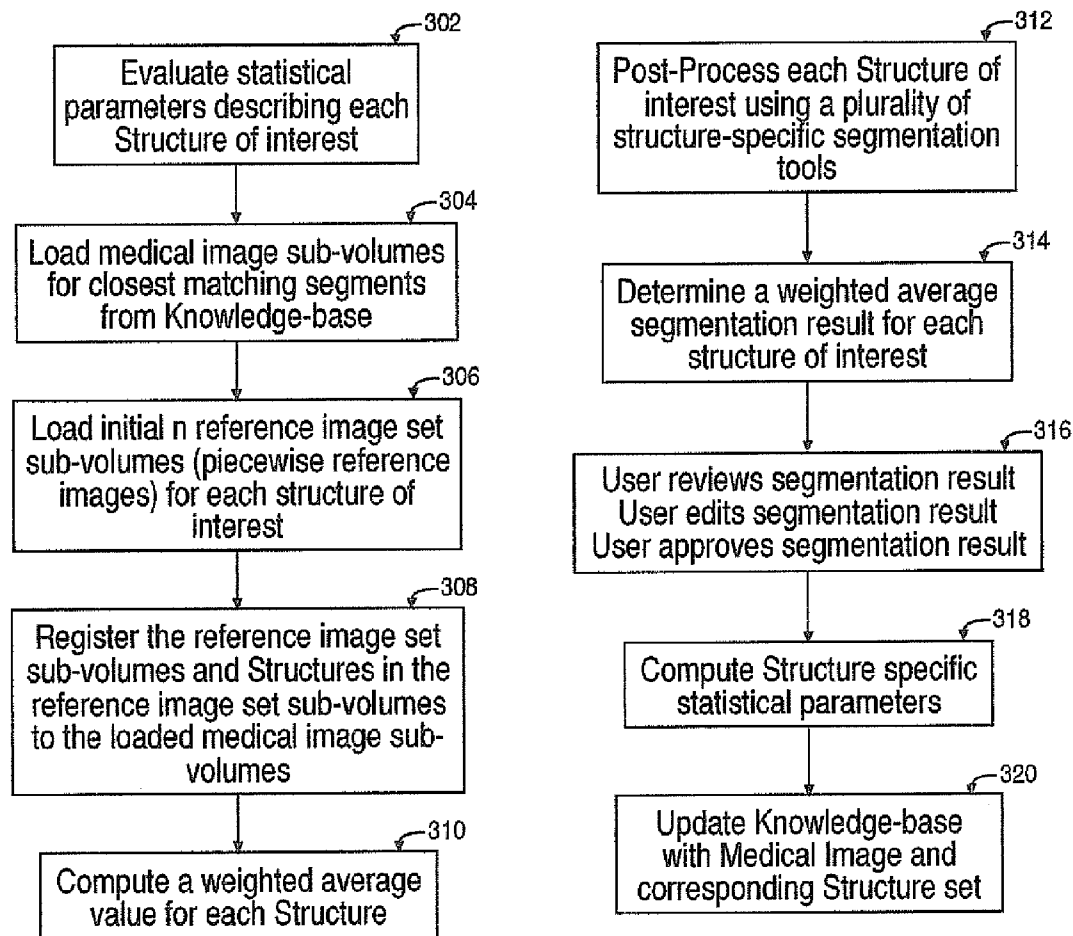 302
Evaluate statistical
parameters describing each
Structure of interest
304
Load medical image sub-volumes
for closest matching segments
from Knowledge-base
306
Load initial n reference image set
sub-volumes (piecewise reference
images) for each structure of
interest
308
Register the reference image set
sub-volumes and Structures in the
reference image set sub-volumes
to the loaded medical image sub-
volumes
310
Compute a weighted average
value for each Structure
312
Post-Process each Structure of
interest using a plurality of
structure-specific segmentation
tools
314
Determine a weighted average
segmentation result for each
structure of interest
316
User reviews segmentation result
User edits segmentation result
User approves segmentation result
318
Compute Structure specific
statistical parameters
320
Update Knowledge-base
with Medical Image and
corresponding Structure set